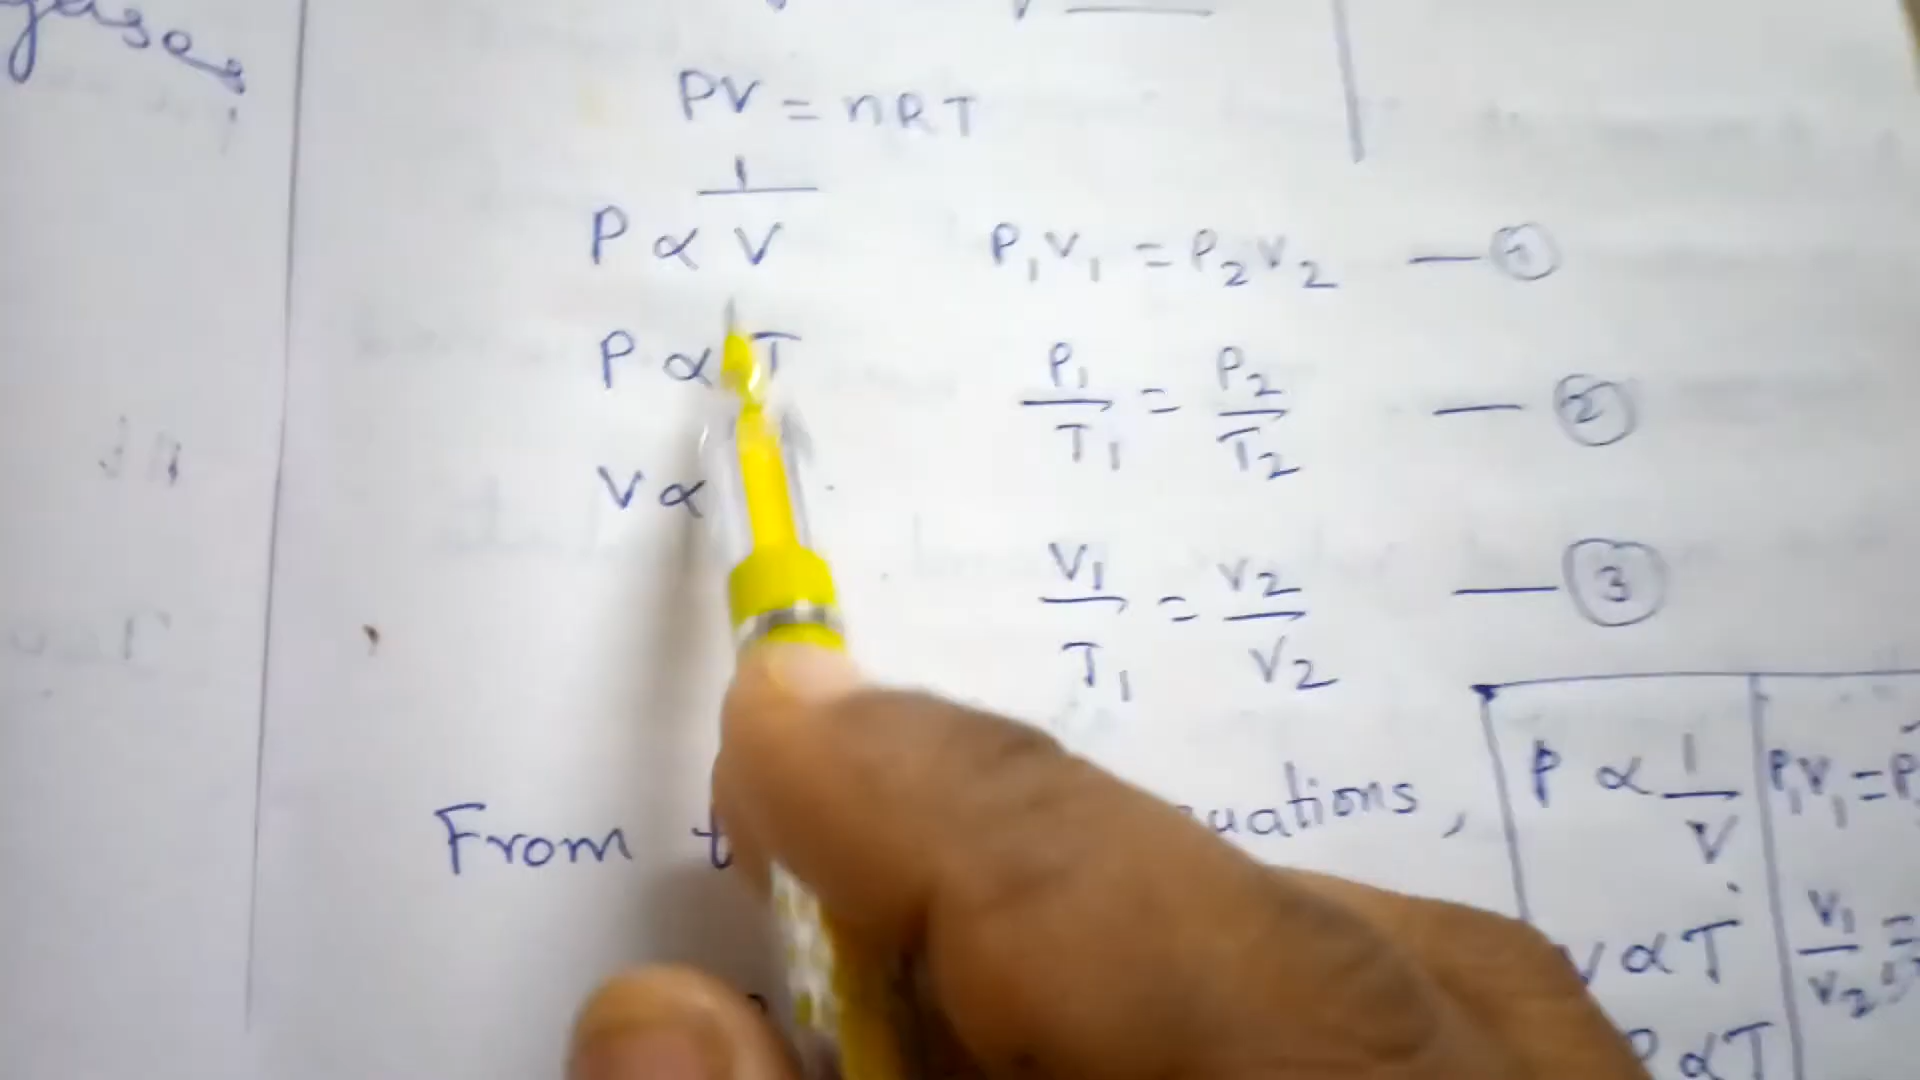 PV = nRT
P ∝ 1/V    P₁V₁ = P₂V₂ — ①
P ∝ T    P₁/T₁ = P₂/T₂ — ②
V ∝    V₁/T₁ = V₂/V₂ — ③
From
P ∝ 1/V    P₁V₁ = P
V ∝ T    V₁/V₂ =
∝ T